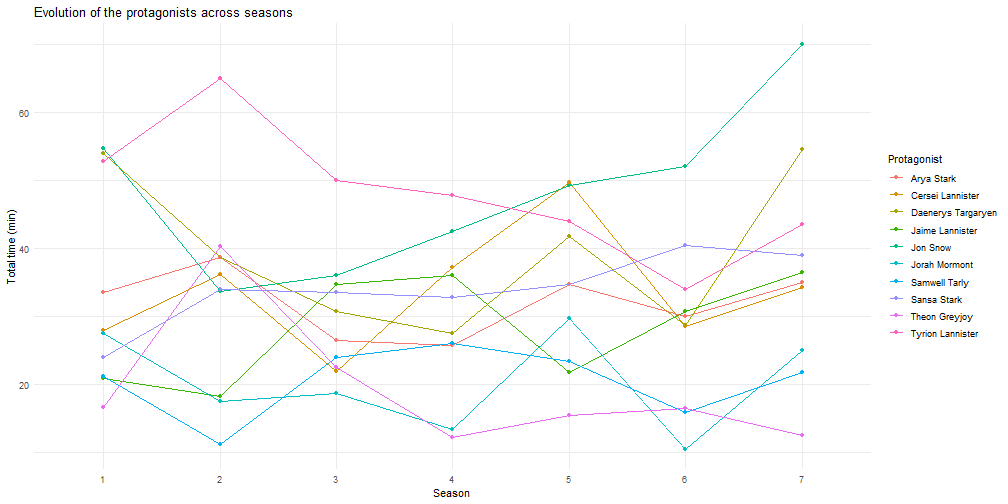 Evolution of the protagonists across seasons
Total time (min)
60
40
20
1 2 3 4 5 6 7
Season
Protagonist
Arya Stark
Cersei Lannister
Daenerys Targaryen
Jaime Lannister
Jon Snow
Jorah Mormont
Samwell Tarly
Sansa Stark
Theon Greyjoy
Tyrion Lannister